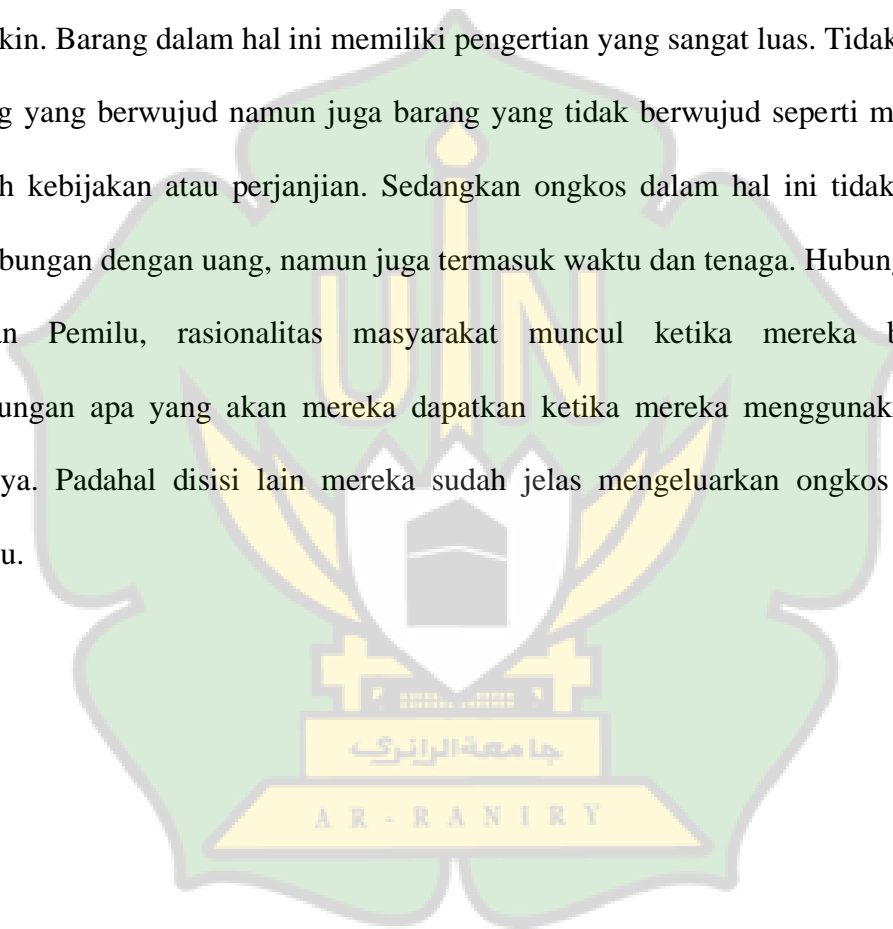 kin. Barang dalam hal ini memiliki pengertian yang sangat luas. Tidak
g yang berwujud namun juga barang yang tidak berwujud seperti m
h kebijakan atau perjanjian. Sedangkan ongkos dalam hal ini tidak
bungan dengan uang, namun juga termasuk waktu dan tenaga. Hubung
n Pemilu, rasionalitas masyarakat muncul ketika mereka b
ungan apa yang akan mereka dapatkan ketika mereka menggunak
ya. Padahal disisi lain mereka sudah jelas mengeluarkan ongkos
u.
UIN
جامعة الرانري
AR-RANIRY